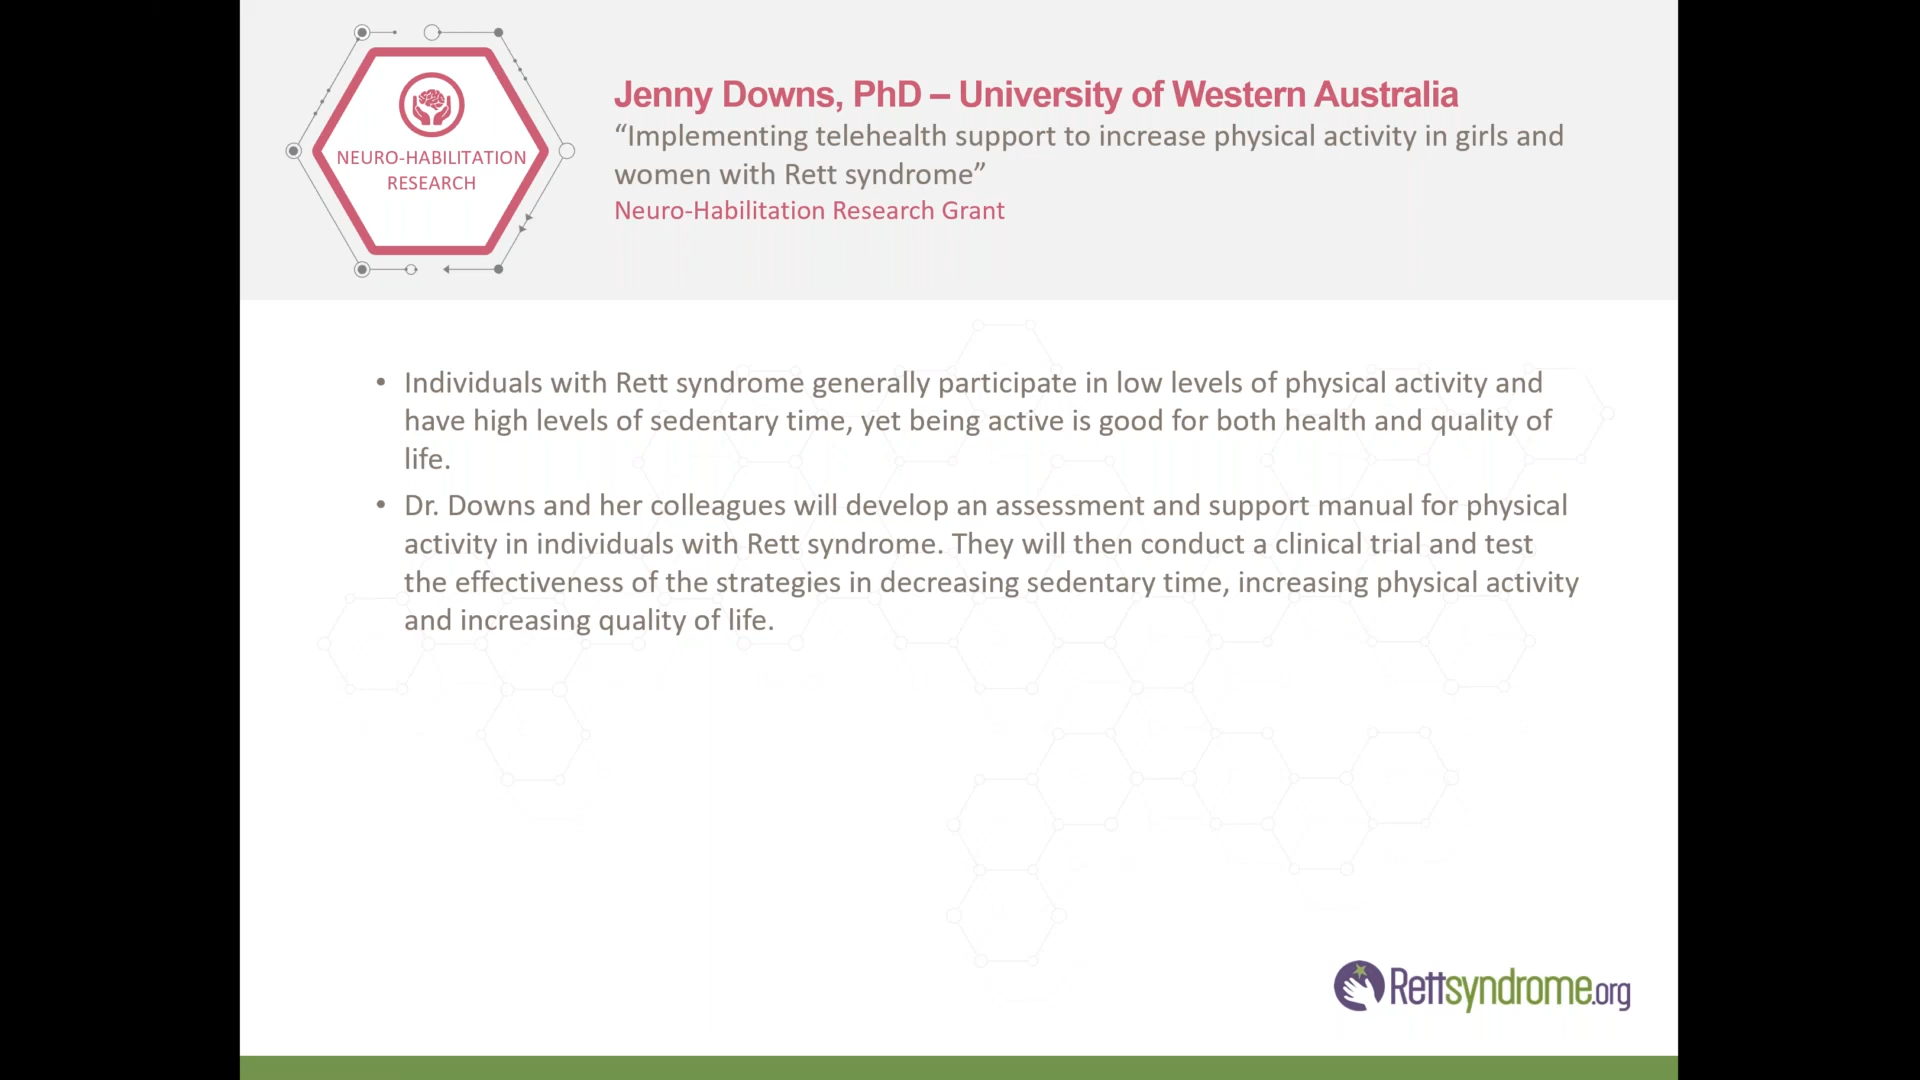 NEURO-HABILITATION
RESEARCH
Jenny Downs, PhD – University of Western Australia
“Implementing telehealth support to increase physical activity in girls and
women with Rett syndrome”
Neuro-Habilitation Research Grant
• Individuals with Rett syndrome generally participate in low levels of physical activity and
have high levels of sedentary time, yet being active is good for both health and quality of
life.
• Dr. Downs and her colleagues will develop an assessment and support manual for physical
activity in individuals with Rett syndrome. They will then conduct a clinical trial and test
the effectiveness of the strategies in decreasing sedentary time, increasing physical activity
and increasing quality of life.
Rettsyndrome.org